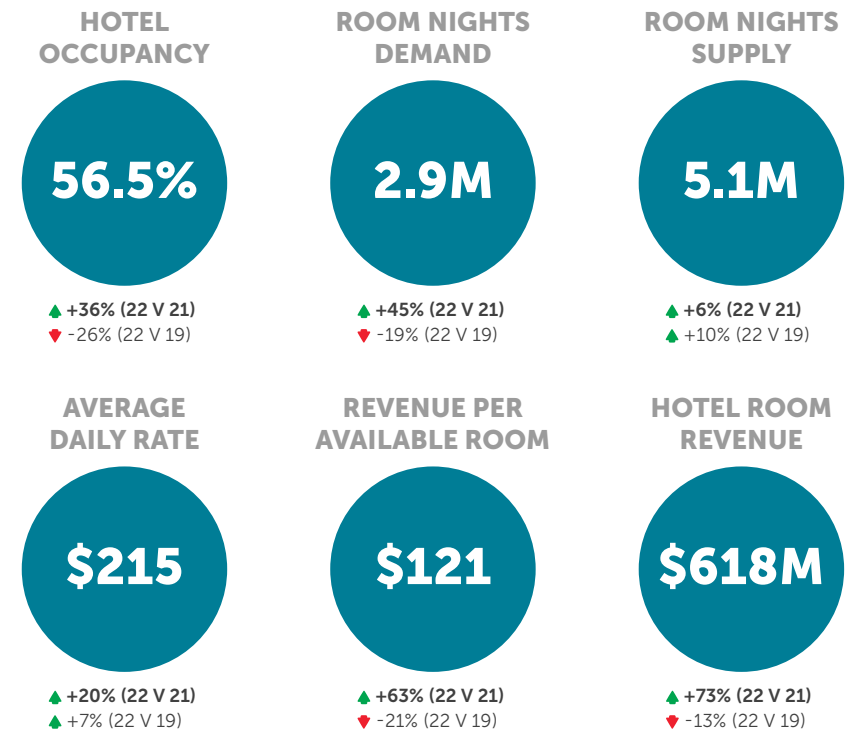 HOTEL
OCCUPANCY
56.5%
+36% (22 V 21)
-26% (22 V 19)
ROOM NIGHTS
DEMAND
2.9M
+45% (22 V 21)
-19% (22 V 19)
ROOM NIGHTS
SUPPLY
5.1M
+6% (22 V 21)
+10% (22 V 19)
AVERAGE
DAILY RATE
$215
+20% (22 V 21)
+7% (22 V 19)
REVENUE PER
AVAILABLE ROOM
$121
+63% (22 V 21)
-21% (22 V 19)
HOTEL ROOM
REVENUE
$618M
+73% (22 V 21)
-13% (22 V 19)